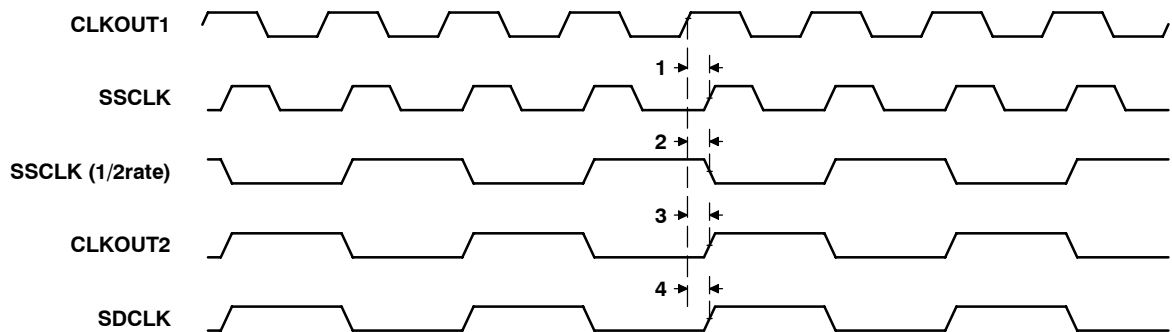 CLKOUT1
1
SSCLK
2
SSCLK (1/2rate)
3
CLKOUT2
4
SDCLK